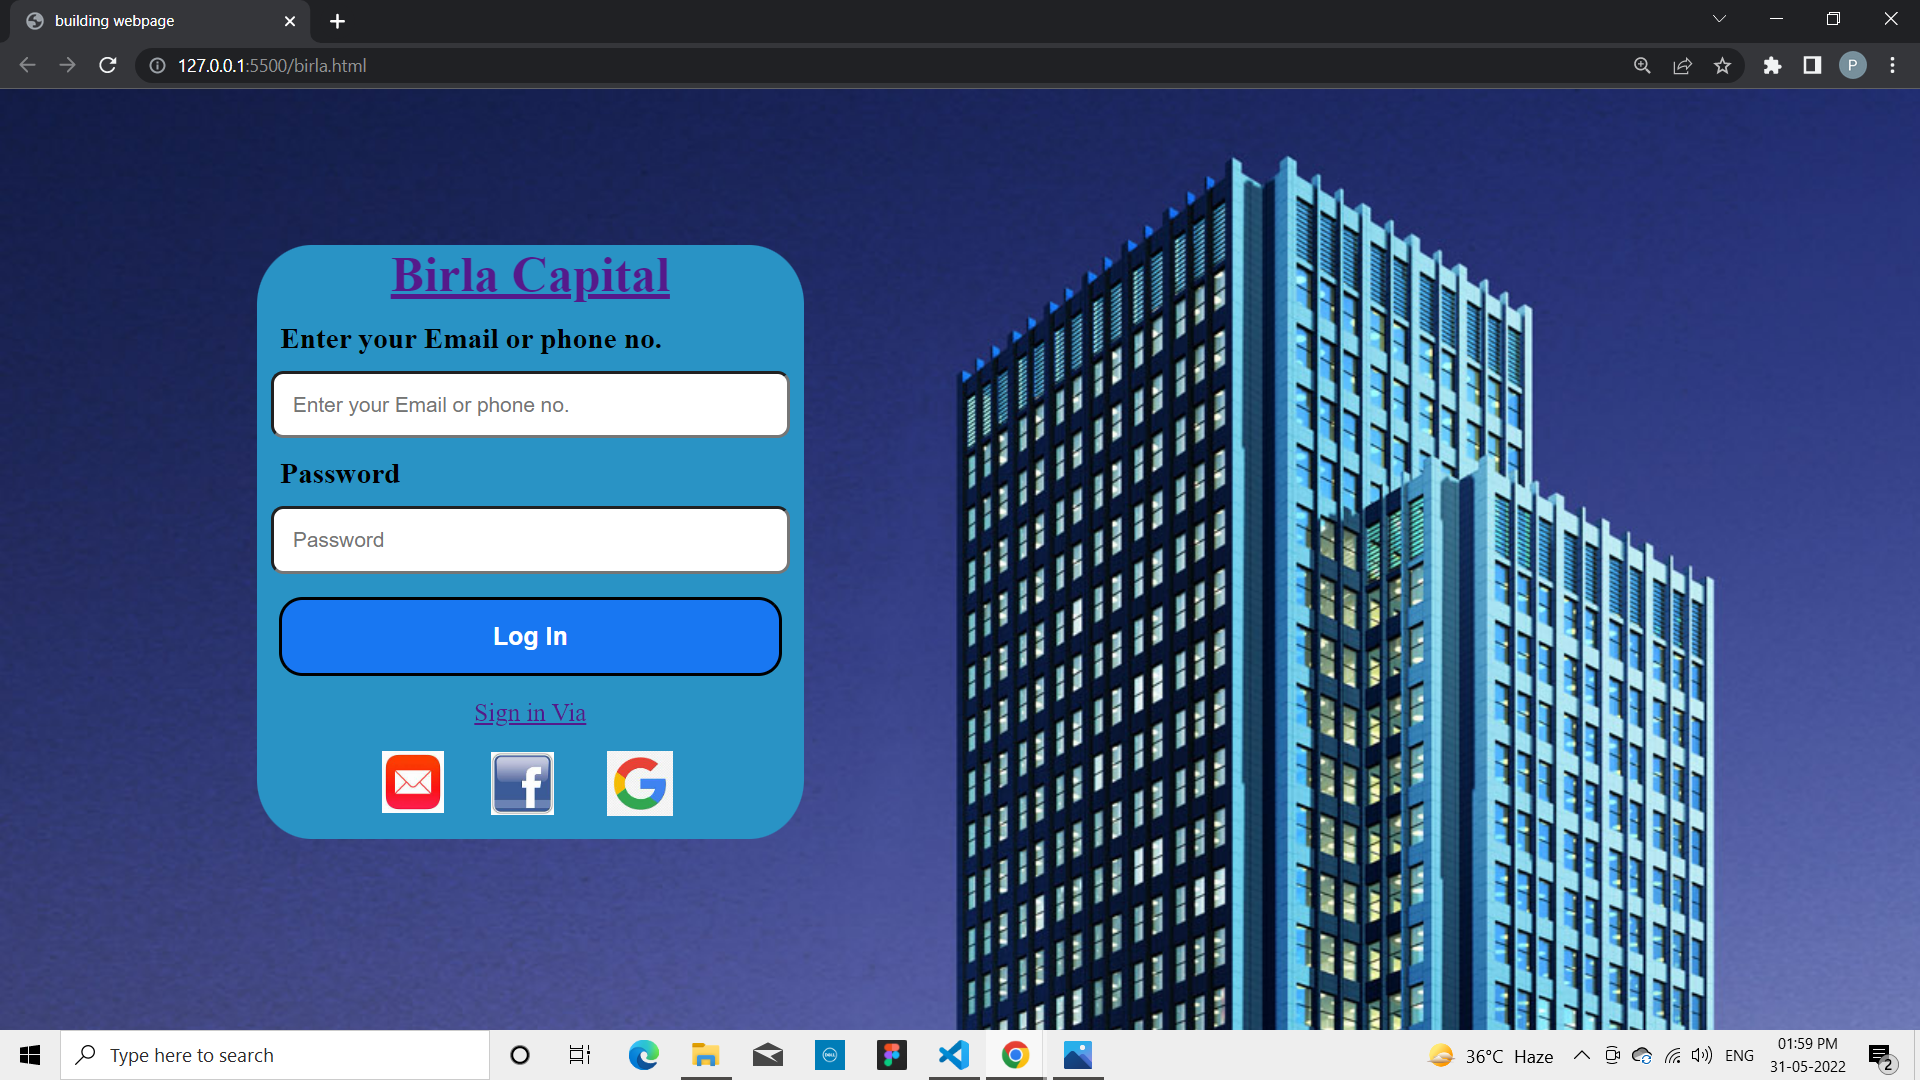 building webpage
127.0.0.1:5500/birla.html
P
Birla Capital
Enter your Email or phone no.
Enter your Email or phone no.
Password
Password
Log In
Sign in Via
f
G
Type here to search
DELL
36°C Haze
ENG
01:59 PM
31-05-2022
2